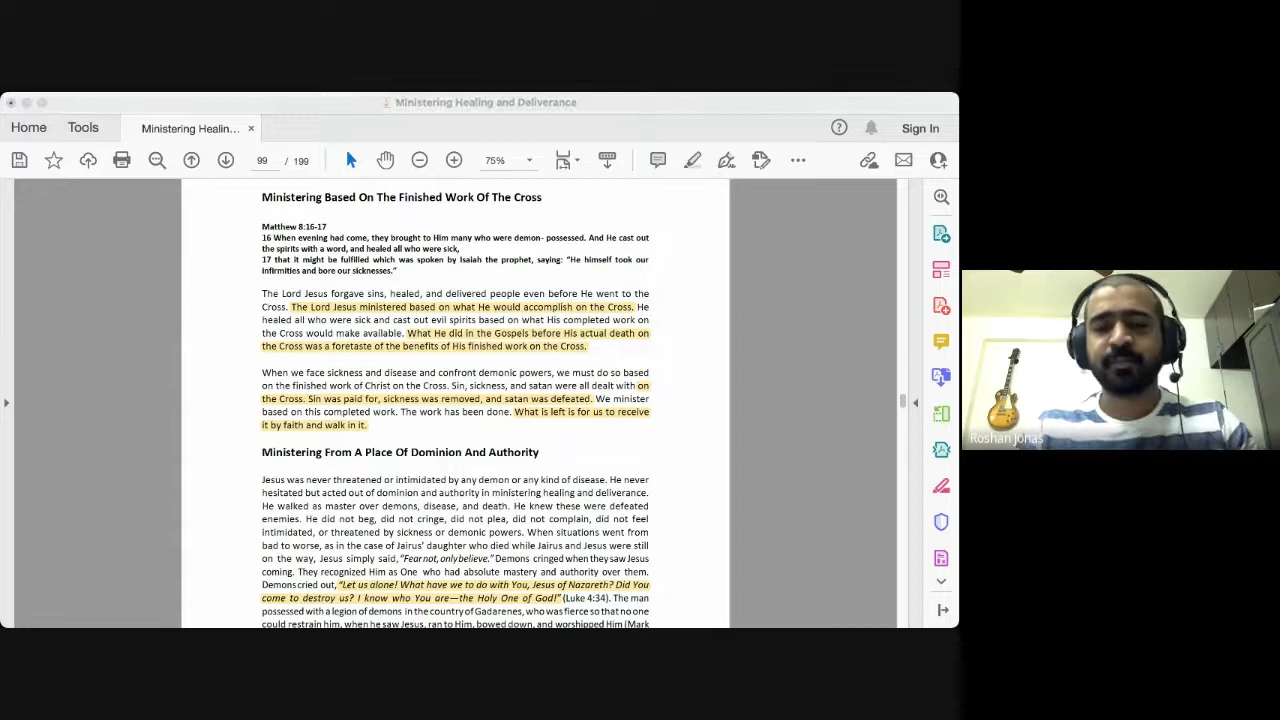 Ministering Healing and Deliverance
Home
Tools
Ministering Healin...
×
Sign In
99 / 199
75%
Ministering Based On The Finished Work Of The Cross
Matthew 8:16-17
16 When evening had come, they brought to Him many who were demon- possessed. And He cast out
the spirits with a word, and healed all who were sick,
17 that it might be fulfilled which was spoken by Isaiah the prophet, saying: “He himself took our
infirmities and bore our sicknesses.”
The Lord Jesus forgave sins, healed, and delivered people even before He went to the
Cross. The Lord Jesus ministered based on what He would accomplish on the Cross. He
healed all who were sick and cast out evil spirits based on what His completed work on
the Cross would make available. What He did in the Gospels before His actual death on
the Cross was a foretaste of the benefits of His finished work on the Cross.
When we face sickness and disease and confront demonic powers, we must do so based
on the finished work of Christ on the Cross. Sin, sickness, and satan were all dealt with on
the Cross. Sin was paid for, sickness was removed, and satan was defeated. We minister
based on this completed work. The work has been done. What is left is for us to receive
it by faith and walk in it.
Ministering From A Place Of Dominion And Authority
Jesus was never threatened or intimidated by any demon or any kind of disease. He never
hesitated but acted out of dominion and authority in ministering healing and deliverance.
He walked as master over demons, disease, and death. He knew these were defeated
enemies. He did not beg, did not cringe, did not plea, did not complain, did not feel
intimidated, or threatened by sickness or demonic powers. When situations went from
bad to worse, as in the case of Jairus’ daughter who died while Jairus and Jesus were still
on the way, Jesus simply said, “Fear not, only believe.” Demons cringed when they saw Jesus
coming. They recognized Him as One who had absolute mastery and authority over them.
Demons cried out, “Let us alone! What have we to do with You, Jesus of Nazareth? Did You
come to destroy us? I know who You are—the Holy One of God!” (Luke 4:34). The man
possessed with a legion of demons in the country of Gadarenes, who was fierce so that no one
could restrain him, when he saw Jesus, ran to Him, bowed down, and worshipped Him (Mark
Roshan Jonas